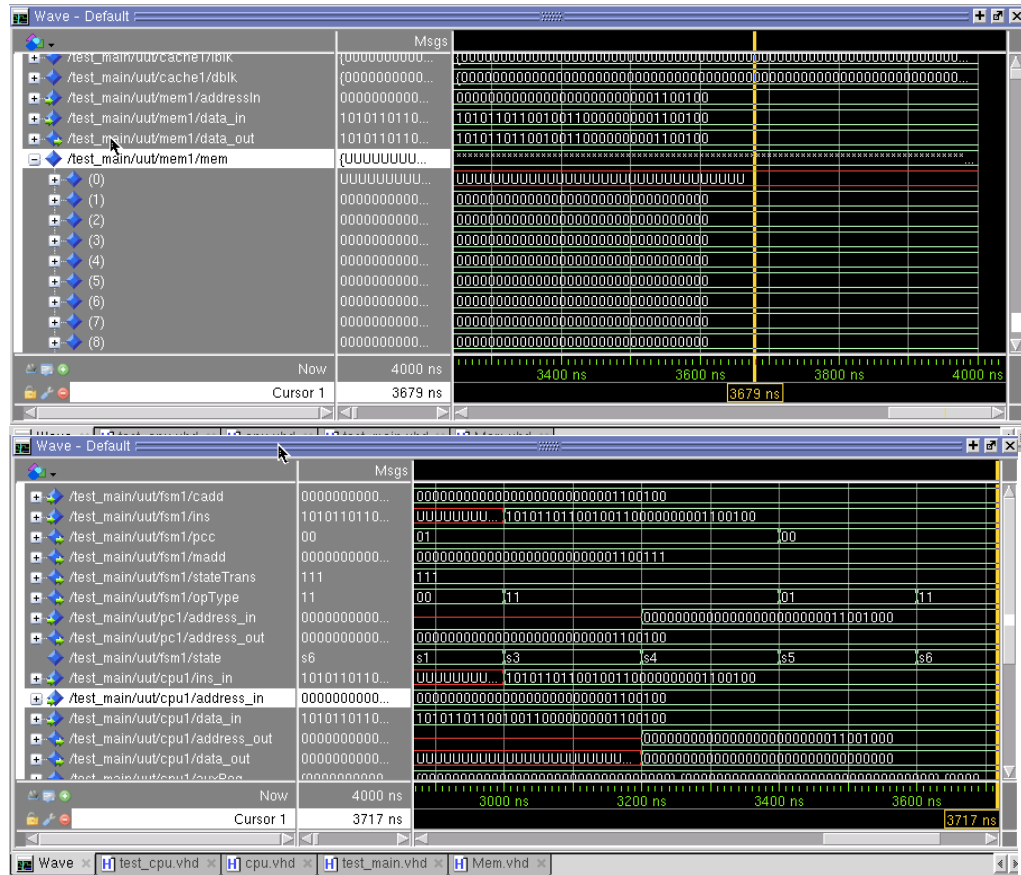 Wave - Default
Msgs
/test_main/uut/cache1/iblk {0000000000...
/test_main/uut/cache1/dblk {0000000000...
/test_main/uut/mem1/addressIn 0000000000... 00000000000000000000000001100100
/test_main/uut/mem1/data_in 1010110110... 10101101100100110000000001100100
/test_main/uut/mem1/data_out 1010110110... 10101101100100110000000001100100
/test_main/uut/mem1/mem {UUUUUUUU...
(0) UUUUUUUUU... UUUUUUUUUUUUUUUUUUUUUUUUUUUUUUUU
(1) 0000000000... 00000000000000000000000000000000
(2) 0000000000... 00000000000000000000000000000000
(3) 0000000000... 00000000000000000000000000000000
(4) 0000000000... 00000000000000000000000000000000
(5) 0000000000... 00000000000000000000000000000000
(6) 0000000000... 00000000000000000000000000000000
(7) 0000000000... 00000000000000000000000000000000
(8) 0000000000... 00000000000000000000000000000000
Now 4000 ns 3400 ns 3600 ns 3800 ns 4000 ns
Cursor 1 3679 ns 3679 ns
Wave - Default
Msgs
/test_main/uut/fsm1/cadd 0000000000... 00000000000000000000000001100100
/test_main/uut/fsm1/ins 1010110110... UUUUUUUU... 10101101100100110000000001100100
/test_main/uut/fsm1/pcc 00 01 00
/test_main/uut/fsm1/madd 0000000000... 00000000000000000000000001100111
/test_main/uut/fsm1/stateTrans 111 111
/test_main/uut/fsm1/opType 11 00 11 01 11
/test_main/uut/pc1/address_in 0000000000... 00000000000000000000000011001000
/test_main/uut/pc1/address_out 0000000000... 00000000000000000000000001100100
/test_main/uut/fsm1/state s6 s1 s3 s4 s5 s6
/test_main/uut/cpu1/ins_in 1010110110... UUUUUUUU... 10101101100100110000000001100100
/test_main/uut/cpu1/address_in 0000000000... 00000000000000000000000001100100
/test_main/uut/cpu1/data_in 1010110110... 10101101100100110000000001100100
/test_main/uut/cpu1/address_out 0000000000... 00000000000000000000000011001000
/test_main/uut/cpu1/data_out 0000000000... 00000000000000000000000000000000
Now 4000 ns 3000 ns 3200 ns 3400 ns 3600 ns
Cursor 1 3717 ns 3717 ns
Wave test_cpu.vhd cpu.vhd test_main.vhd Mem.vhd